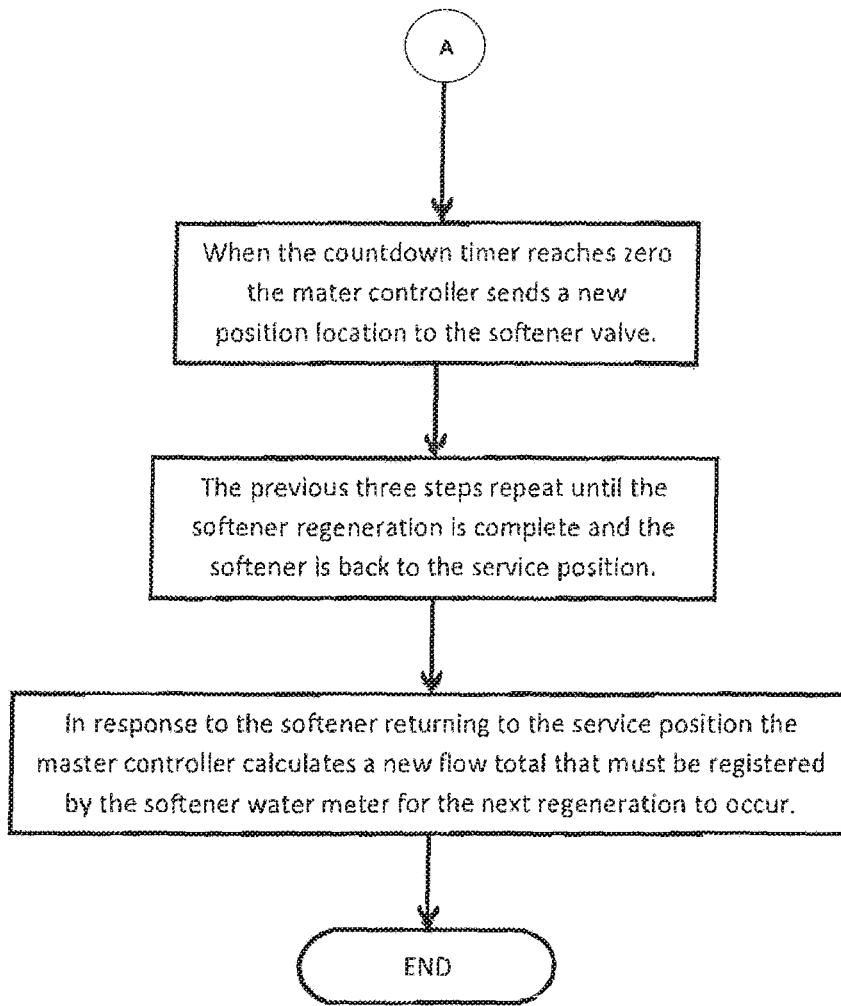 A
When the countdown timer reaches zero
the mater controller sends a new
position location to the softener valve.
The previous three steps repeat until the
softener regeneration is complete and the
softener is back to the service position.
In response to the softener returning to the service position the
master controller calculates a new flow total that must be registered
by the softener water meter for the next regeneration to occur.
END